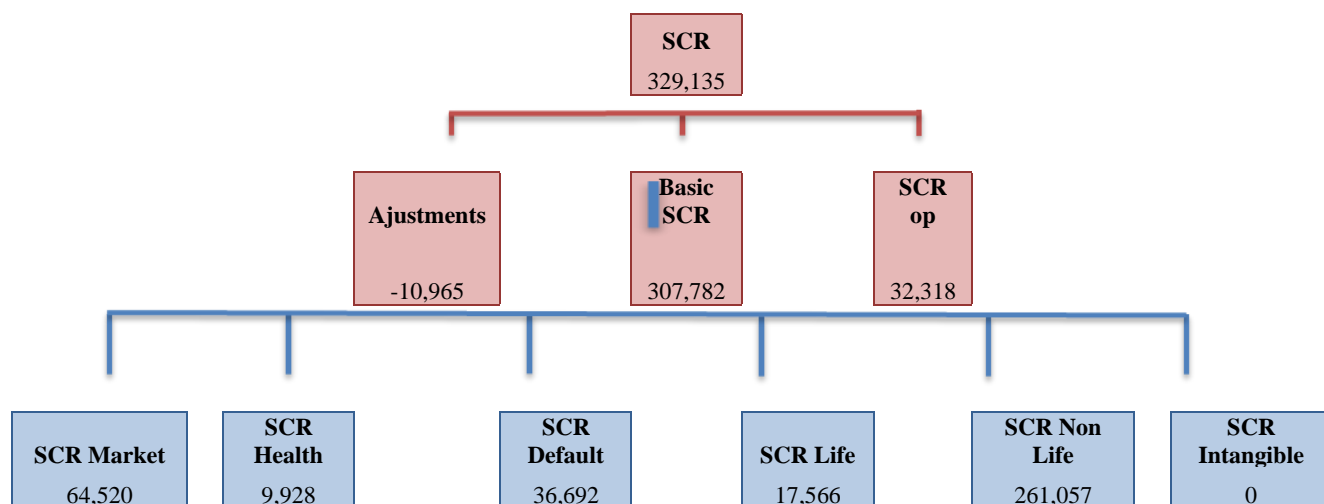 SCR
329,135
Ajustments
-10,965
Basic
SCR
307,782
SCR
op
32,318
SCR Market
64,520
SCR
Health
9,928
SCR
Default
36,692
SCR Life
17,566
SCR Non
Life
261,057
SCR
Intangible
0